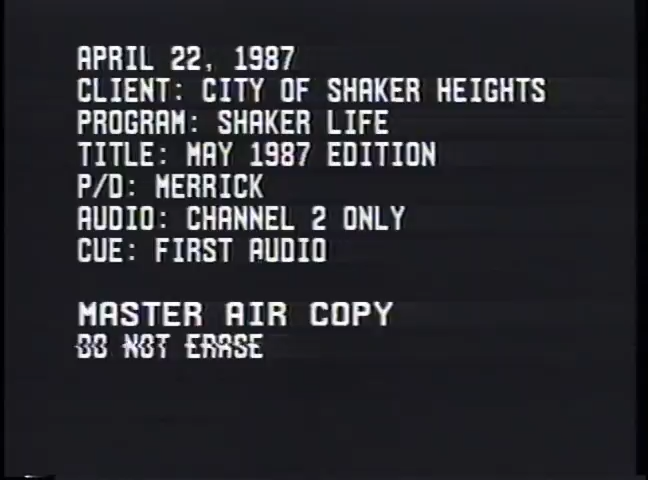 APRIL 22, 1987
CLIENT: CITY OF SHAKER HEIGHTS
PROGRAM: SHAKER LIFE
TITLE: MAY 1987 EDITION
P/D: MERRICK
AUDIO: CHANNEL 2 ONLY
CUE: FIRST AUDIO
MASTER AIR COPY
DO NOT ERASE